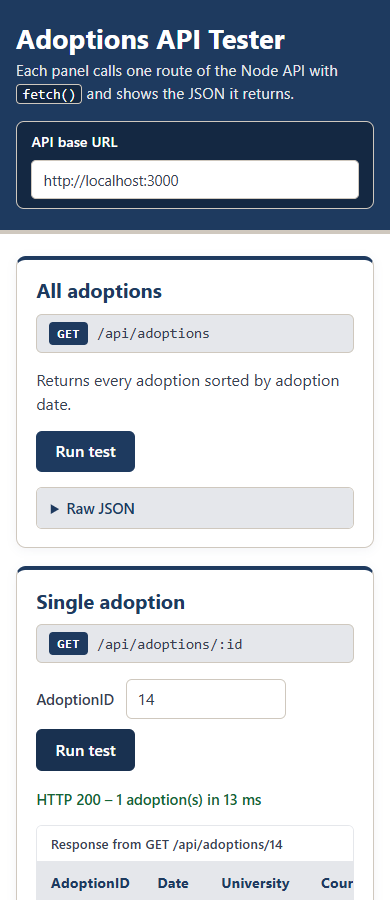 Adoptions API Tester
Each panel calls one route of the Node API with
fetch() and shows the JSON it returns.
API base URL
http://localhost:3000
All adoptions
GET /api/adoptions
Returns every adoption sorted by adoption
date.
Run test
▶ Raw JSON
Single adoption
GET /api/adoptions/:id
AdoptionID 14
Run test
HTTP 200 – 1 adoption(s) in 13 ms
Response from GET /api/adoptions/14
AdoptionID Date University Cour